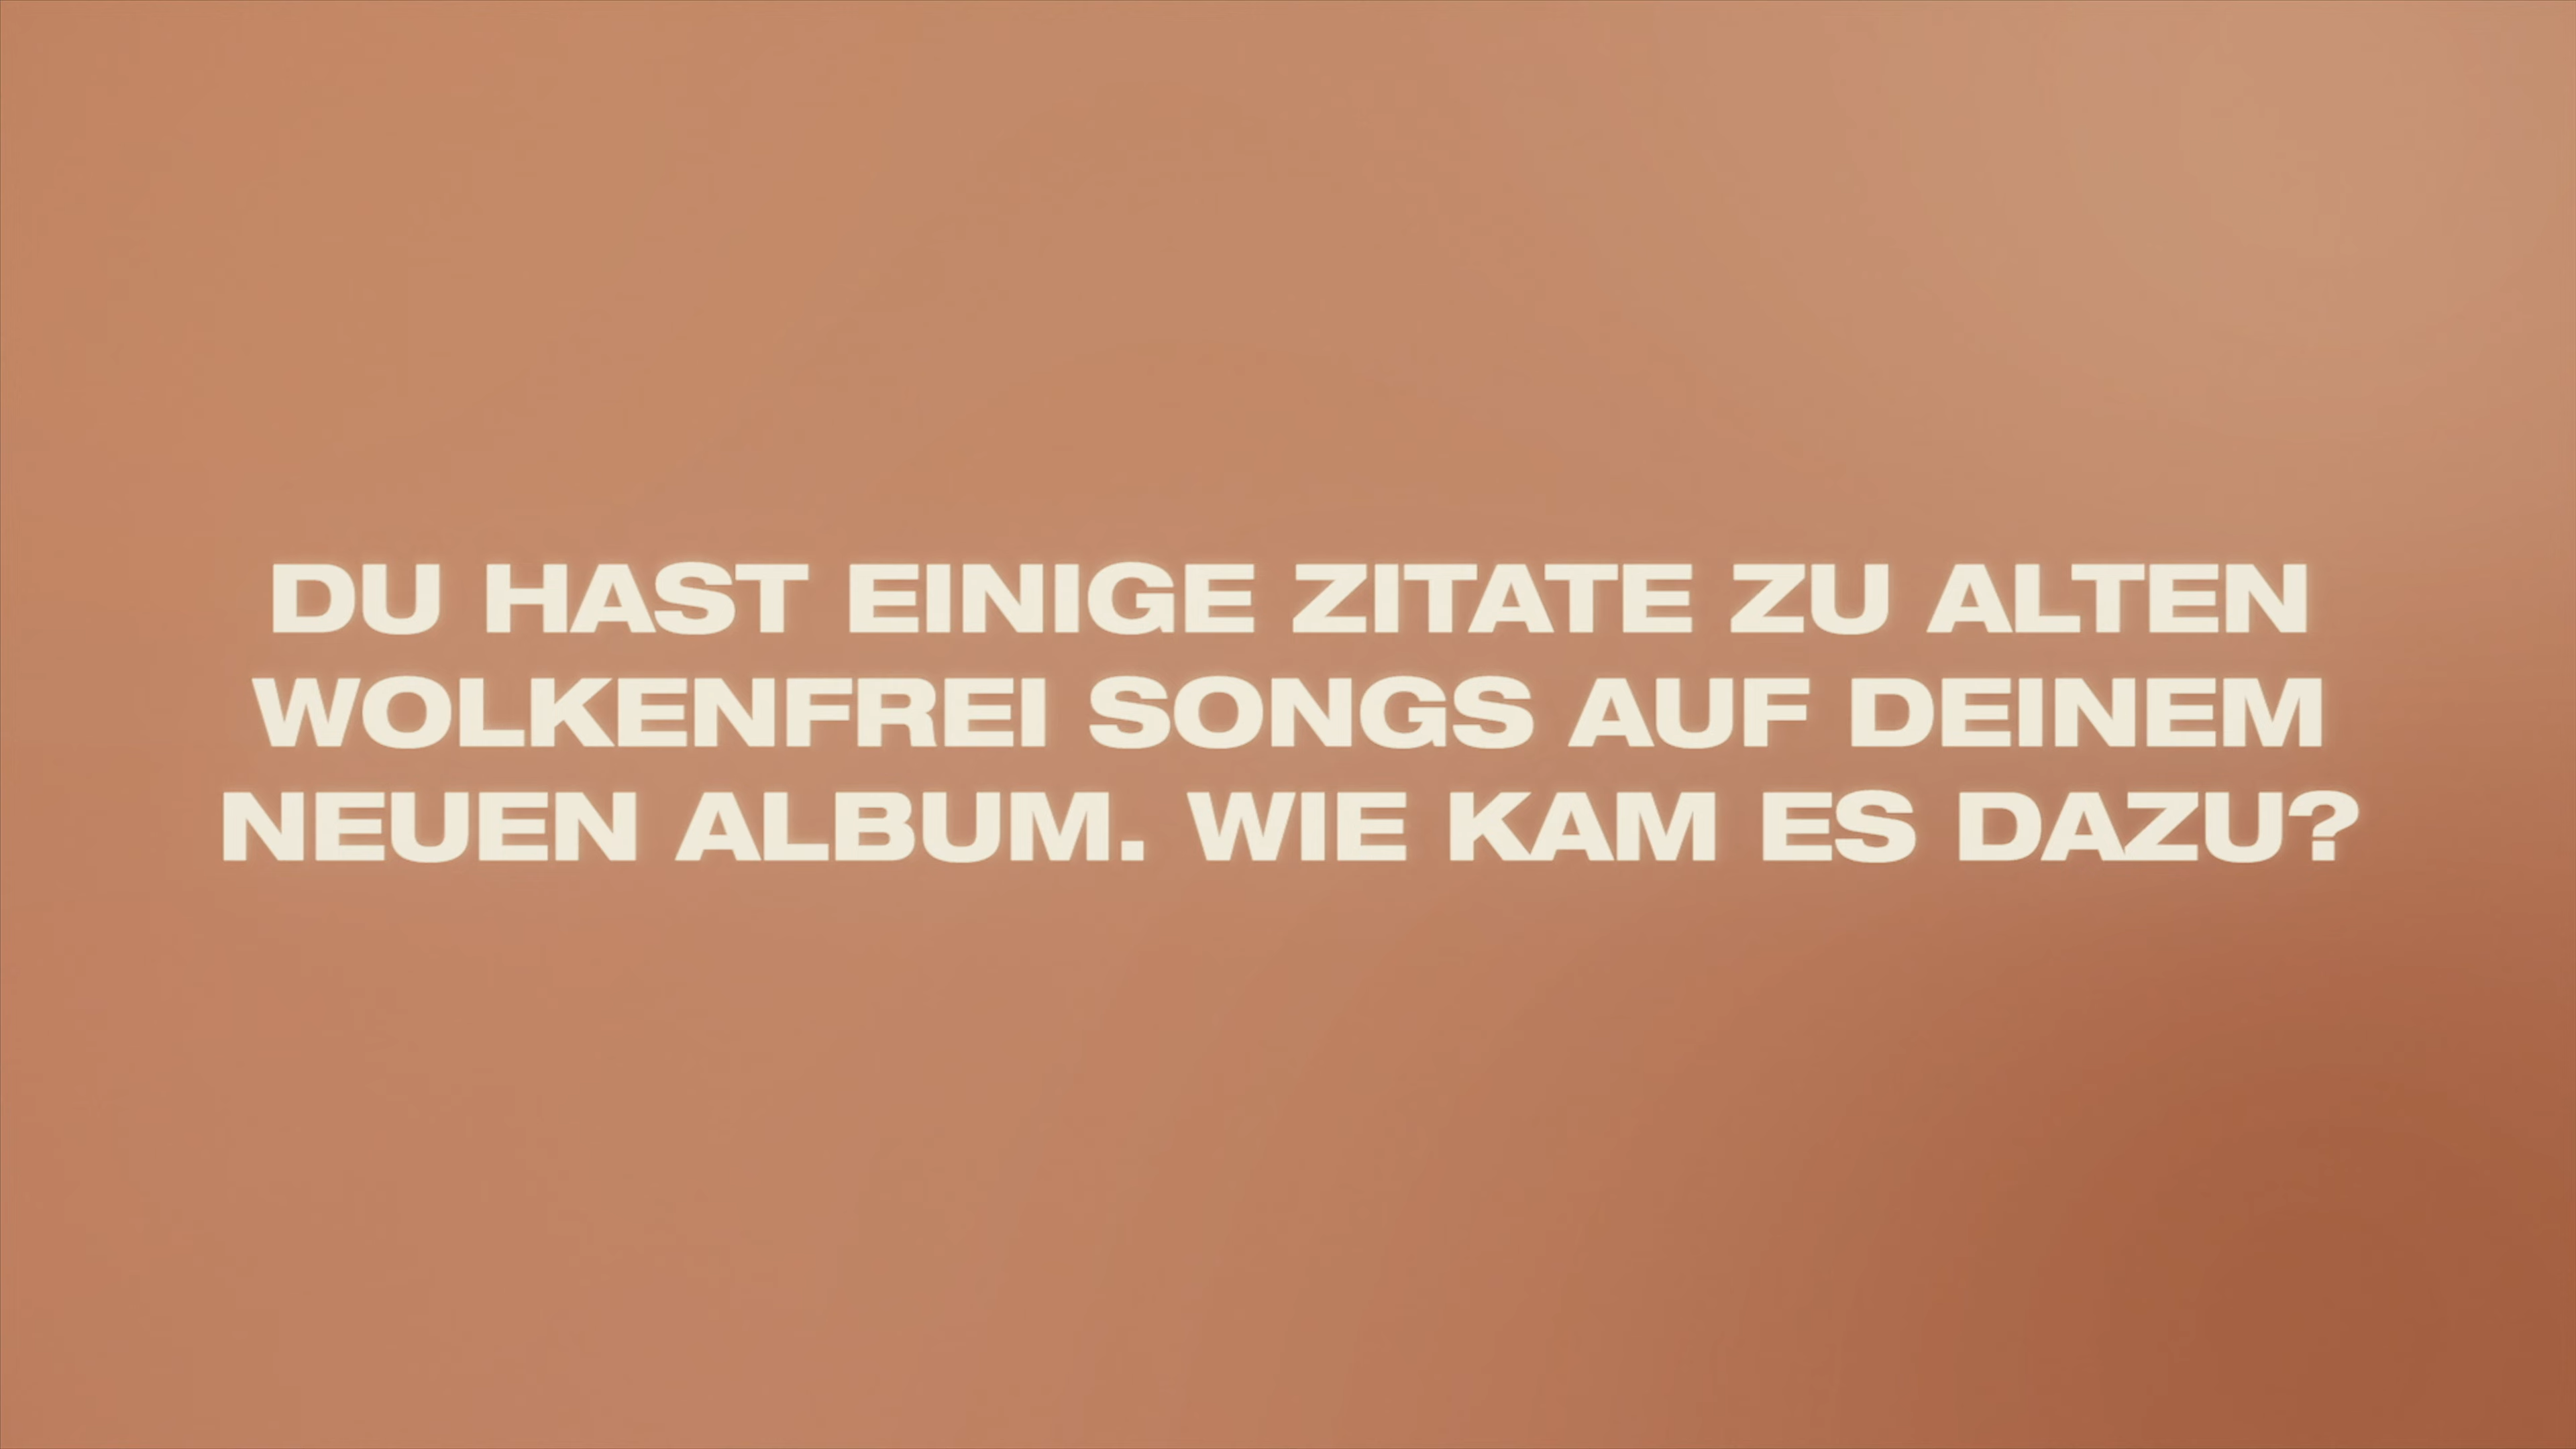 DU HAST EINIGE ZITATE ZU ALTEN
WOLKENFREI SONGS AUF DEINEM
NEUEN ALBUM. WIE KAM ES DAZU?